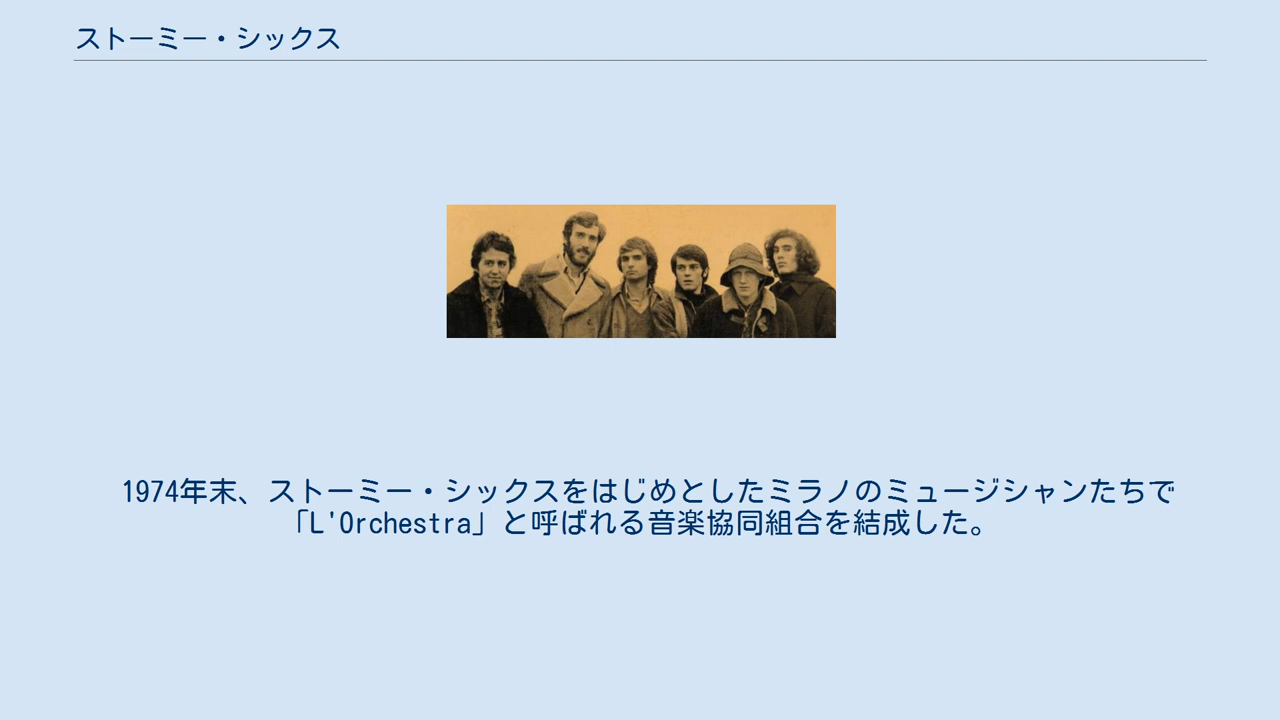 ストーミー・シックス
1974年末、ストーミー・シックスをはじめとしたミラノのミュージシャンたちで
「L'Orchestra」と呼ばれる音楽協同組合を結成した。